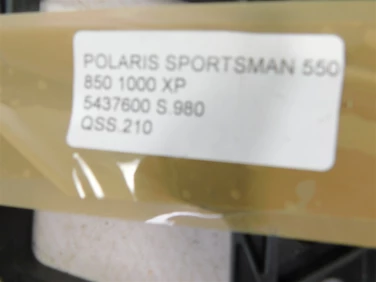 POLARIS SPORTSMAN 550
850 1000 XP
5437600 S.980
QSS.210